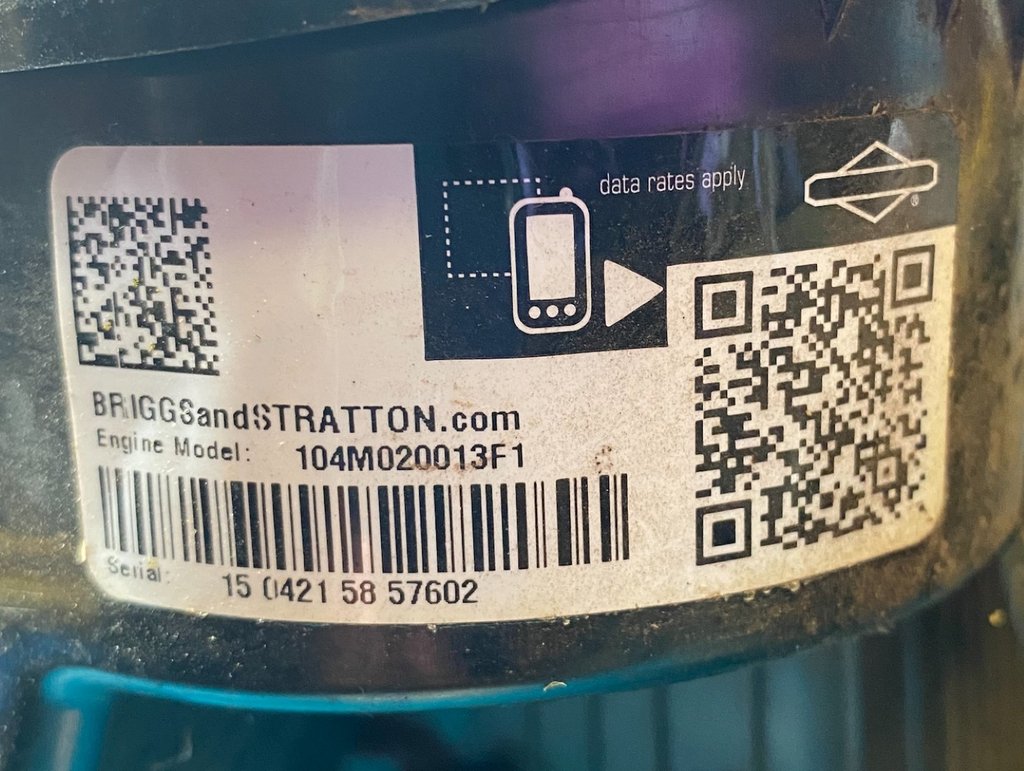 data rates apply
®
BRIGGSandSTRATTON.com
Engine Model: 104M020013F1
Serial: 15 0421 58 57602